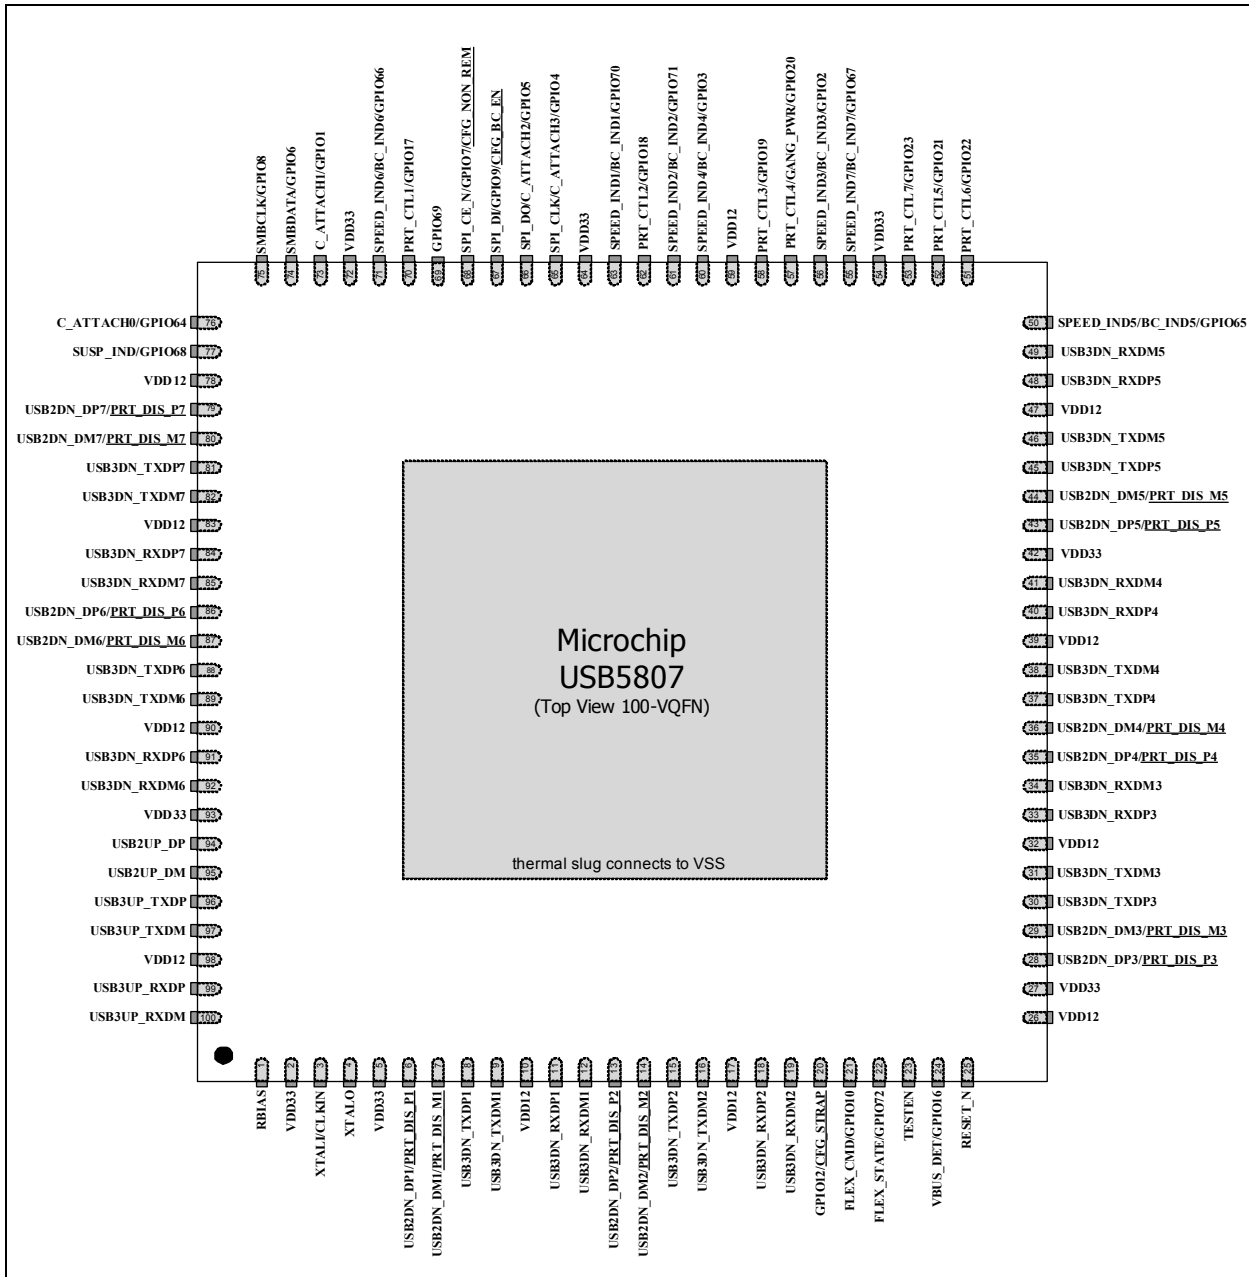 SMBCLK/GPIO8
SMBDATA/GPIO6
C_ATTACH1/GPIO1
VDD33
SPEED_IND6/BC_IND6/GPIO66
PRT_CTL1/GPIO17
GPIO69
SPI_CE_N/GPIO7/CFG_NON_REM
SPI_DI/GPIO9/CFG_BC_EN
SPI_DO/C_ATTACH2/GPIO5
SPI_CLK/C_ATTACH3/GPIO4
VDD33
SPEED_IND1/BC_IND1/GPIO70
PRT_CTL2/GPIO18
SPEED_IND2/BC_IND2/GPIO71
SPEED_IND4/BC_IND4/GPIO3
VDD12
PRT_CTL3/GPIO19
PRT_CTL4/GANG_PWR/GPIO20
SPEED_IND3/BC_IND3/GPIO2
SPEED_IND7/BC_IND7/GPIO67
VDD33
PRT_CTL7/GPIO23
PRT_CTL5/GPIO21
PRT_CTL6/GPIO22
75
74
73
72
71
70
69
68
67
66
65
64
63
62
61
60
59
58
57
56
55
54
53
52
51
C_ATTACH0/GPIO64 76
SUSP_IND/GPIO68 77
VDD12 78
USB2DN_DP7/PRT_DIS_P7 79
USB2DN_DM7/PRT_DIS_M7 80
USB3DN_TXDP7 81
USB3DN_TXDM7 82
VDD12 83
USB3DN_RXDP7 84
USB3DN_RXDM7 85
USB2DN_DP6/PRT_DIS_P6 86
USB2DN_DM6/PRT_DIS_M6 87
USB3DN_TXDP6 88
USB3DN_TXDM6 89
VDD12 90
USB3DN_RXDP6 91
USB3DN_RXDM6 92
VDD33 93
USB2UP_DP 94
USB2UP_DM 95
USB3UP_TXDP 96
USB3UP_TXDM 97
VDD12 98
USB3UP_RXDP 99
USB3UP_RXDM 100
Microchip
USB5807
(Top View 100-VQFN)
thermal slug connects to VSS
50 SPEED_IND5/BC_IND5/GPIO65
49 USB3DN_RXDM5
48 USB3DN_RXDP5
47 VDD12
46 USB3DN_TXDM5
45 USB3DN_TXDP5
44 USB2DN_DM5/PRT_DIS_M5
43 USB2DN_DP5/PRT_DIS_P5
42 VDD33
41 USB3DN_RXDM4
40 USB3DN_RXDP4
39 VDD12
38 USB3DN_TXDM4
37 USB3DN_TXDP4
36 USB2DN_DM4/PRT_DIS_M4
35 USB2DN_DP4/PRT_DIS_P4
34 USB3DN_RXDM3
33 USB3DN_RXDP3
32 VDD12
31 USB3DN_TXDM3
30 USB3DN_TXDP3
29 USB2DN_DM3/PRT_DIS_M3
28 USB2DN_DP3/PRT_DIS_P3
27 VDD33
26 VDD12
1
2
3
4
5
6
7
8
9
10
11
12
13
14
15
16
17
18
19
20
21
22
23
24
25
RBIAS
VDD33
XTALI/CLKIN
XTALO
VDD33
USB2DN_DP1/PRT_DIS_P1
USB2DN_DM1/PRT_DIS_M1
USB3DN_TXDP1
USB3DN_TXDM1
VDD12
USB3DN_RXDP1
USB3DN_RXDM1
USB2DN_DP2/PRT_DIS_P2
USB2DN_DM2/PRT_DIS_M2
USB3DN_TXDP2
USB3DN_TXDM2
VDD12
USB3DN_RXDP2
USB3DN_RXDM2
GPIO12/CFG_STRAP
FLEX_CMD/GPIO10
FLEX_STATE/GPIO72
TESTEN
VBUS_DET/GPIO16
RESET_N